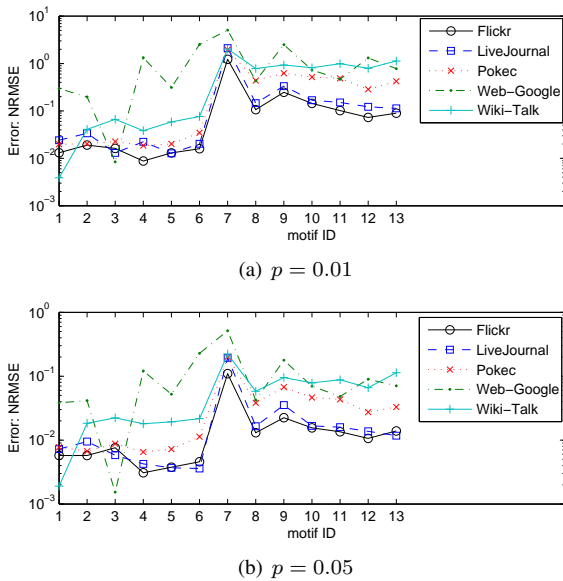 10^1
10^0
10^-1
10^-2
10^-3
Error: NRMSE
1 2 3 4 5 6 7 8 9 10 11 12 13
motif ID
Flickr
LiveJournal
Pokec
Web-Google
Wiki-Talk
(a) p = 0.01
10^0
10^-1
10^-2
10^-3
Error: NRMSE
1 2 3 4 5 6 7 8 9 10 11 12 13
motif ID
Flickr
LiveJournal
Pokec
Web-Google
Wiki-Talk
(b) p = 0.05